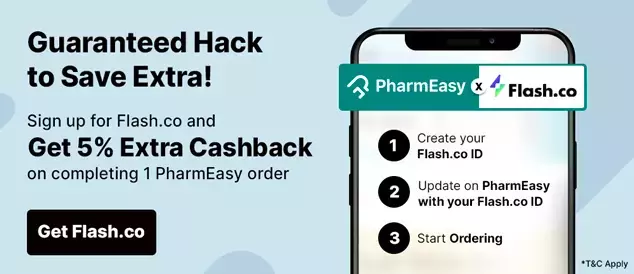 Guaranteed Hack
to Save Extra!
Sign up for Flash.co and
Get 5% Extra Cashback
on completing 1 PharmEasy order
Get Flash.co
PharmEasy x Flash.co
1 Create your
Flash.co ID
2 Update on PharmEasy
with your Flash.co ID
3 Start Ordering
*T&C Apply